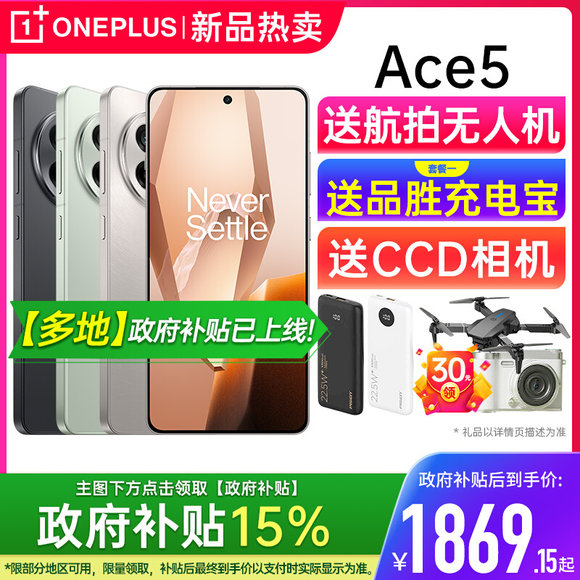 1+ ONEPLUS 新品热卖
Ace5
送航拍无人机
套餐一
送品胜充电宝
送CCD相机
Never
Settle
【多地】政府补贴已上线!
22.5W
22.5W
30元
领
* 礼品以详情页描述为准
主图下方点击领取【政府补贴】
政府补贴15%
*限部分地区可用，限量领取，补贴后最终到手价以支付时实际显示为准。
政府补贴后到手价:
¥1869.15起